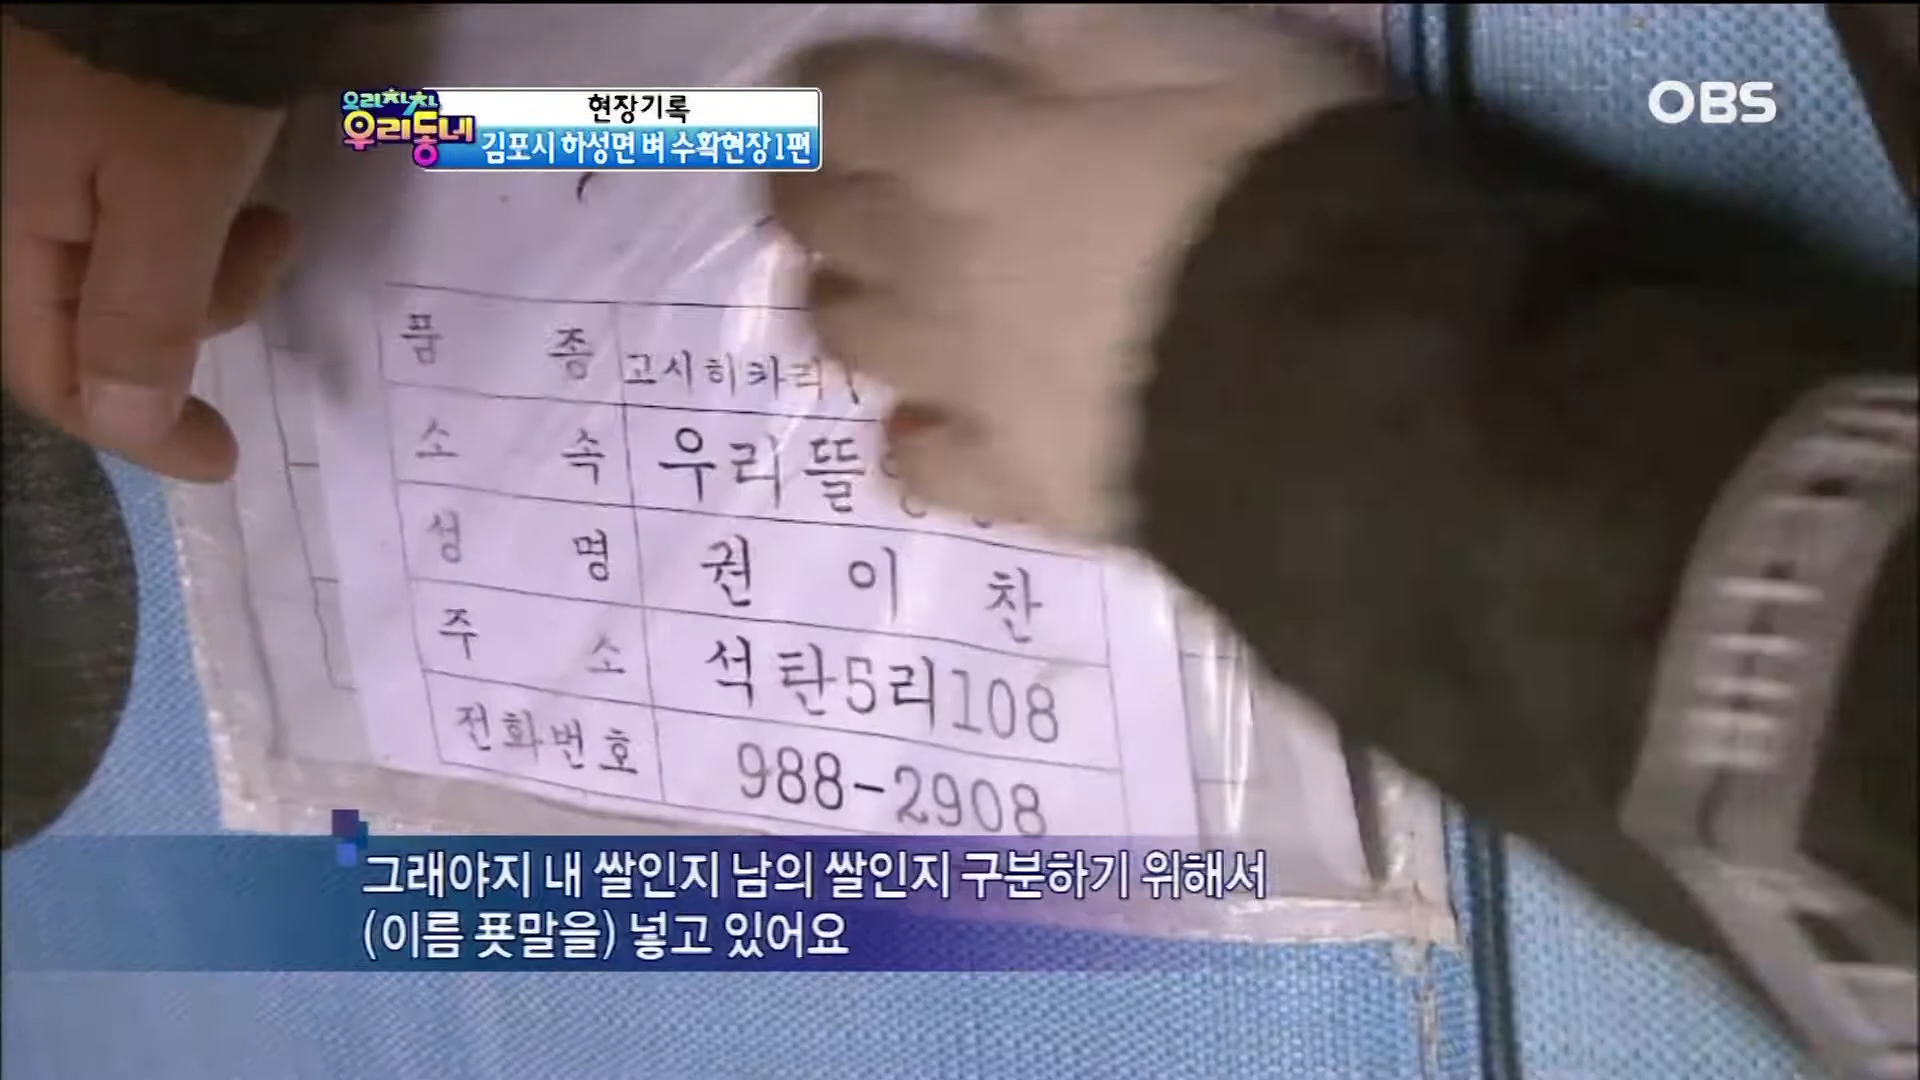 우리 착한
우리동네
현장기록
김포시 하성면 벼 수확현장1편
OBS
품 종 고시히카리
소 속 우리뜰
성 명 권이찬
주 소 석탄5리108
전화번호 988-2908
그래야지 내 쌀인지 남의 쌀인지 구분하기 위해서
(이름 푯말을) 넣고 있어요